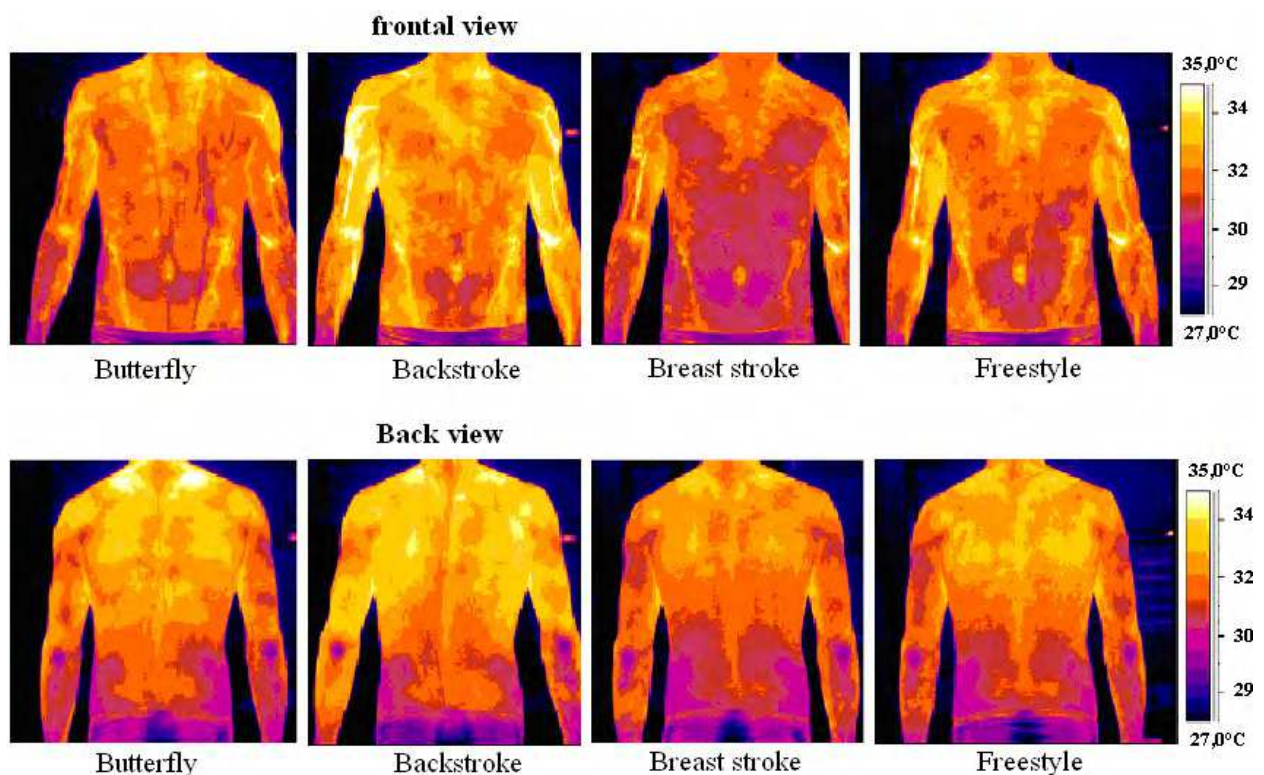 frontal view
35,0°C
34
32
30
29
27,0°C
Butterfly
Backstroke
Breast stroke
Freestyle
Back view
35,0°C
34
32
30
29
27,0°C
Butterfly
Backstroke
Breast stroke
Freestyle